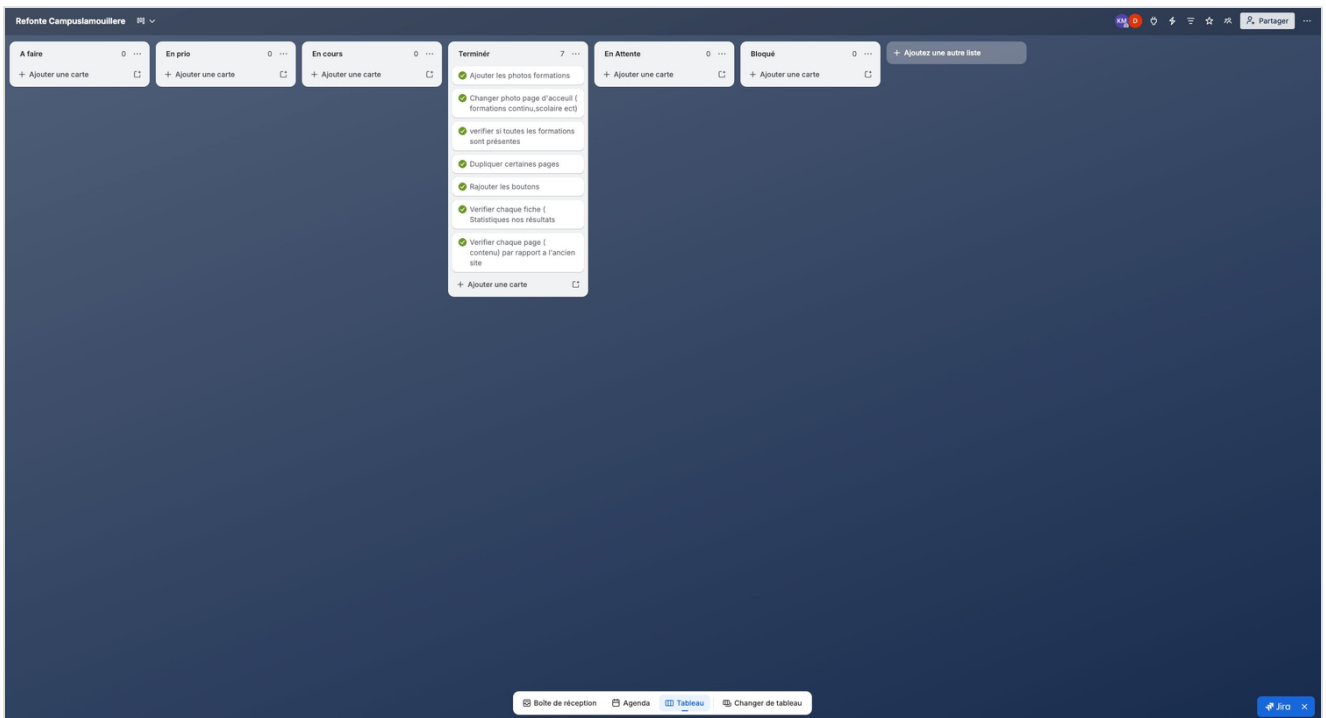 Refonte Campuslamouillere
KM D
Partager
A faire 0
+ Ajouter une carte
En prio 0
+ Ajouter une carte
En cours 0
+ Ajouter une carte
Terminér 7
Ajouter les photos formations
Changer photo page d'acceuil (
formations continu,scolaire ect)
verifier si toutes les formations
sont présentes
Dupliquer certaines pages
Rajouter les boutons
Verifier chaque fiche (
Statistiques nos résultats
Verifier chaque page (
contenu) par rapport a l'ancien
site
+ Ajouter une carte
En Attente 0
+ Ajouter une carte
Bloqué 0
+ Ajouter une carte
+ Ajoutez une autre liste
Boîte de réception
Agenda
Tableau
Changer de tableau
Jira